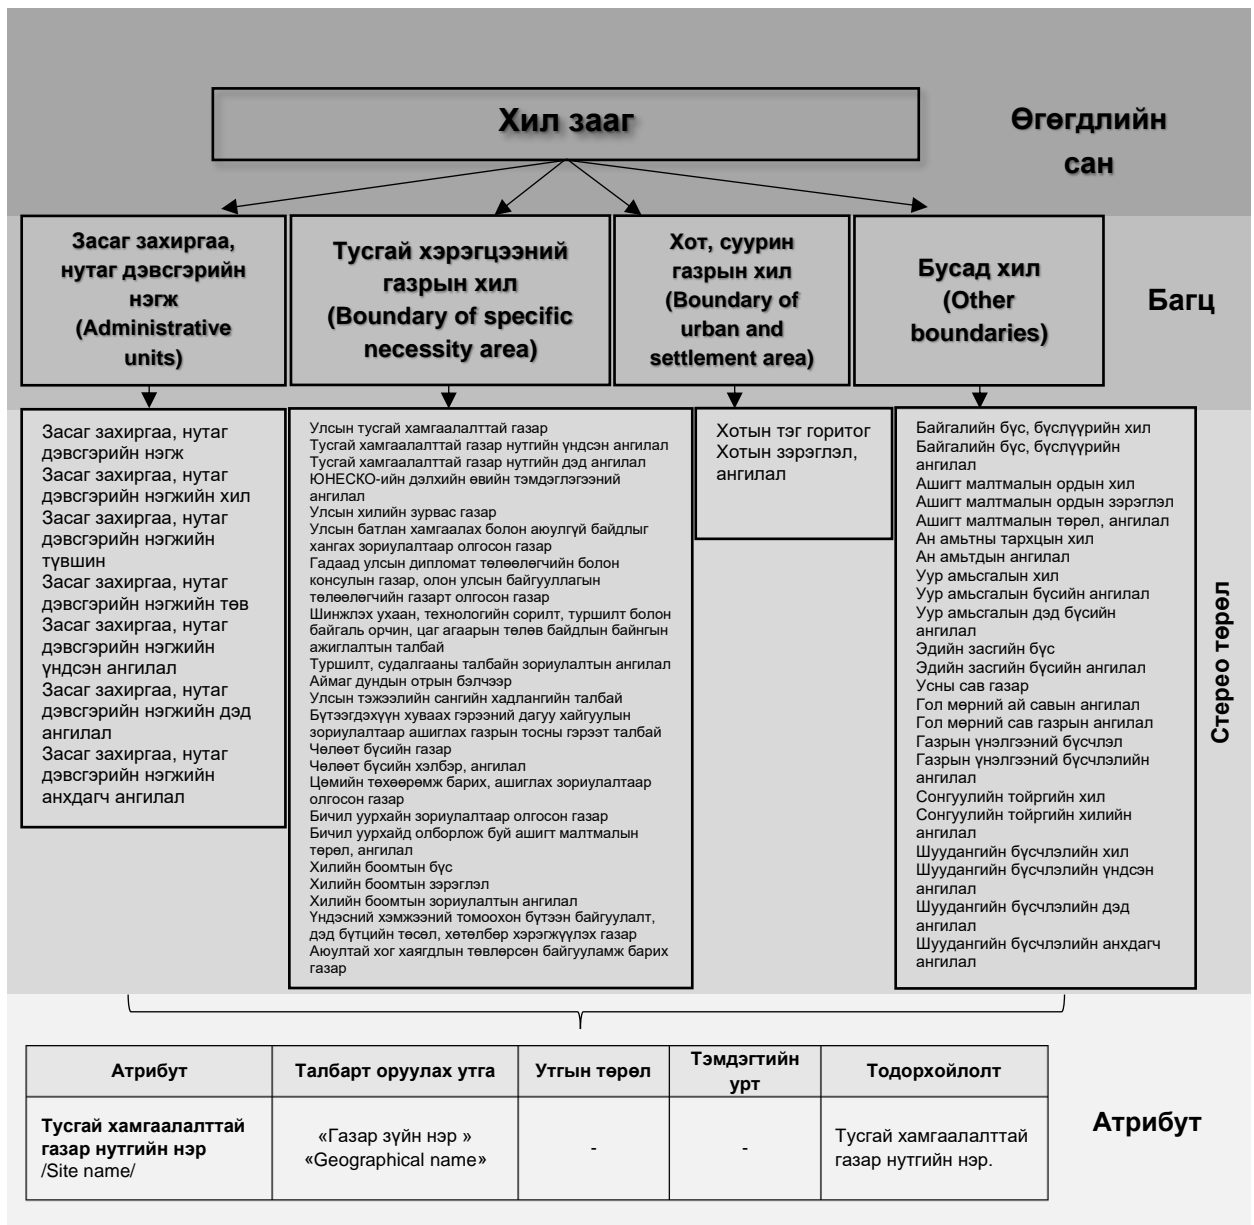 Хил зааг
Өгөгдлийн
сан
Засаг захиргаа,
нутаг дэвсгэрийн
нэгж
(Administrative
units)
Тусгай хэрэгцээний
газрын хил
(Boundary of specific
necessity area)
Хот, суурин
газрын хил
(Boundary of
urban and
settlement area)
Бусад хил
(Other
boundaries)
Багц
Засаг захиргаа, нутаг
дэвсгэрийн нэгж
Засаг захиргаа, нутаг
дэвсгэрийн нэгжийн хил
Засаг захиргаа, нутаг
дэвсгэрийн нэгжийн
түвшин
Засаг захиргаа, нутаг
дэвсгэрийн нэгжийн төв
Засаг захиргаа, нутаг
дэвсгэрийн нэгжийн
үндсэн ангилал
Засаг захиргаа, нутаг
дэвсгэрийн нэгжийн дэд
ангилал
Засаг захиргаа, нутаг
дэвсгэрийн нэгжийн
анхдагч ангилал
Улсын тусгай хамгаалалттай газар
Тусгай хамгаалалттай газар нутгийн үндсэн ангилал
Тусгай хамгаалалттай газар нутгийн дэд ангилал
ЮНЕСКО-ийн дэлхийн өвийн тэмдэглэгээний
ангилал
Улсын хилийн зурвас газар
Улсын батлан хамгаалах болон аюулгүй байдлыг
хангах зориулалтаар олгосон газар
Гадаад улсын дипломат төлөөлөгчийн болон
консулын газар, олон улсын байгууллагын
төлөөлөгчийн газарт олгосон газар
Шинжлэх ухаан, технологийн сорилт, туршилт болон
байгаль орчин, цаг агаарын төлөв байдлын байнгын
ажиглалтын талбай
Туршилт, судалгааны талбайн зориулалтын ангилал
Аймаг дундын отрын бэлчээр
Улсын тэжээлийн сангийн хадлангийн талбай
Бүтээгдэхүүн хуваах гэрээний дагуу хайгуулын
зориулалтаар ашиглах газрын тосны гэрээт талбай
Чөлөөт бүсийн газар
Чөлөөт бүсийн хэлбэр, ангилал
Цөмийн төхөөрөмж барих, ашиглах зориулалтаар
олгосон газар
Бичил уурхайн зориулалтаар олгосон газар
Бичил уурхайд олборлож буй ашигт малтмалын
төрөл, ангилал
Хилийн боомтын бүс
Хилийн боомтын зэрэглэл
Хилийн боомтын зориулалтын ангилал
Үндэсний хэмжээний томоохон бүтээн байгуулалт,
дэд бүтцийн төсөл, хөтөлбөр хэрэгжүүлэх газар
Аюултай хог хаягдлын төвлөрсөн байгууламж барих
газар
Хотын тэг горитог
Хотын зэрэглэл,
ангилал
Байгалийн бүс, бүслүүрийн хил
Байгалийн бүс, бүслүүрийн
ангилал
Ашигт малтмалын ордын хил
Ашигт малтмалын ордын зэрэглэл
Ашигт малтмалын төрөл, ангилал
Ан амьтны тархцын хил
Ан амьтдын ангилал
Уур амьсгалын хил
Уур амьсгалын бүсийн ангилал
Уур амьсгалын дэд бүсийн
ангилал
Эдийн засгийн бүс
Эдийн засгийн бүсийн ангилал
Усны сав газар
Гол мөрний ай савын ангилал
Гол мөрний сав газрын ангилал
Газрын үнэлгээний бүсчлэл
Газрын үнэлгээний бүсчлэлийн
ангилал
Сонгуулийн тойргийн хил
Сонгуулийн тойргийн хилийн
ангилал
Шуудангийн бүсчлэлийн хил
Шуудангийн бүсчлэлийн үндсэн
ангилал
Шуудангийн бүсчлэлийн дэд
ангилал
Шуудангийн бүсчлэлийн анхдагч
ангилал
Стерео төрөл
Атрибут
Талбарт оруулах утга
Утгын төрөл
Тэмдэгтийн
урт
Тодорхойлолт
Тусгай хамгаалалттай
газар нутгийн нэр
/Site name/
«Газар зүйн нэр »
«Geographical name»
-
-
Тусгай хамгаалалттай
газар нутгийн нэр.
Атрибут